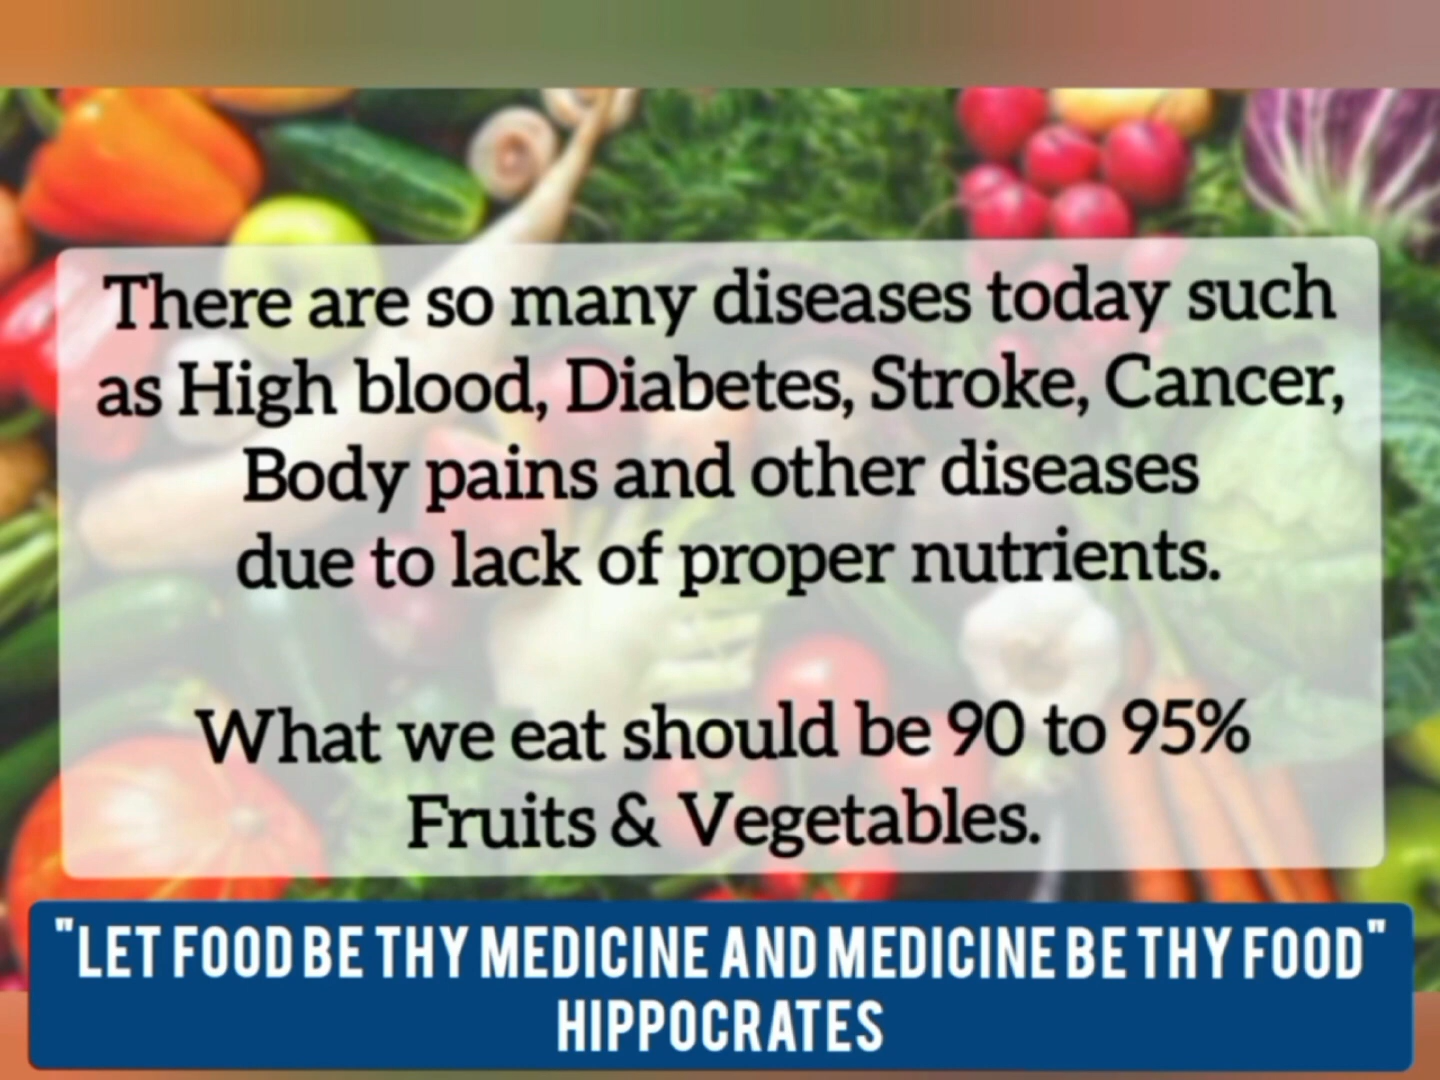 There are so many diseases today such
as High blood, Diabetes, Stroke, Cancer,
Body pains and other diseases
due to lack of proper nutrients.
What we eat should be 90 to 95%
Fruits & Vegetables.
"LET FOOD BE THY MEDICINE AND MEDICINE BE THY FOOD"
HIPPOCRATES